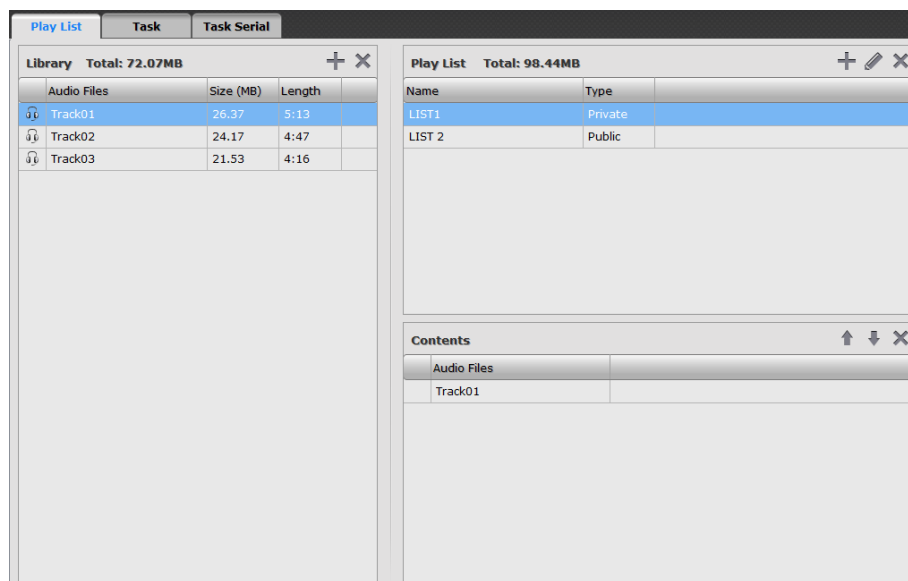 Play List Task Task Serial
Library Total: 72.07MB
Audio Files Size (MB) Length
Track01 26.37 5:13
Track02 24.17 4:47
Track03 21.53 4:16
Play List Total: 98.44MB
Name Type
LIST1 Private
LIST 2 Public
Contents
Audio Files
Track01